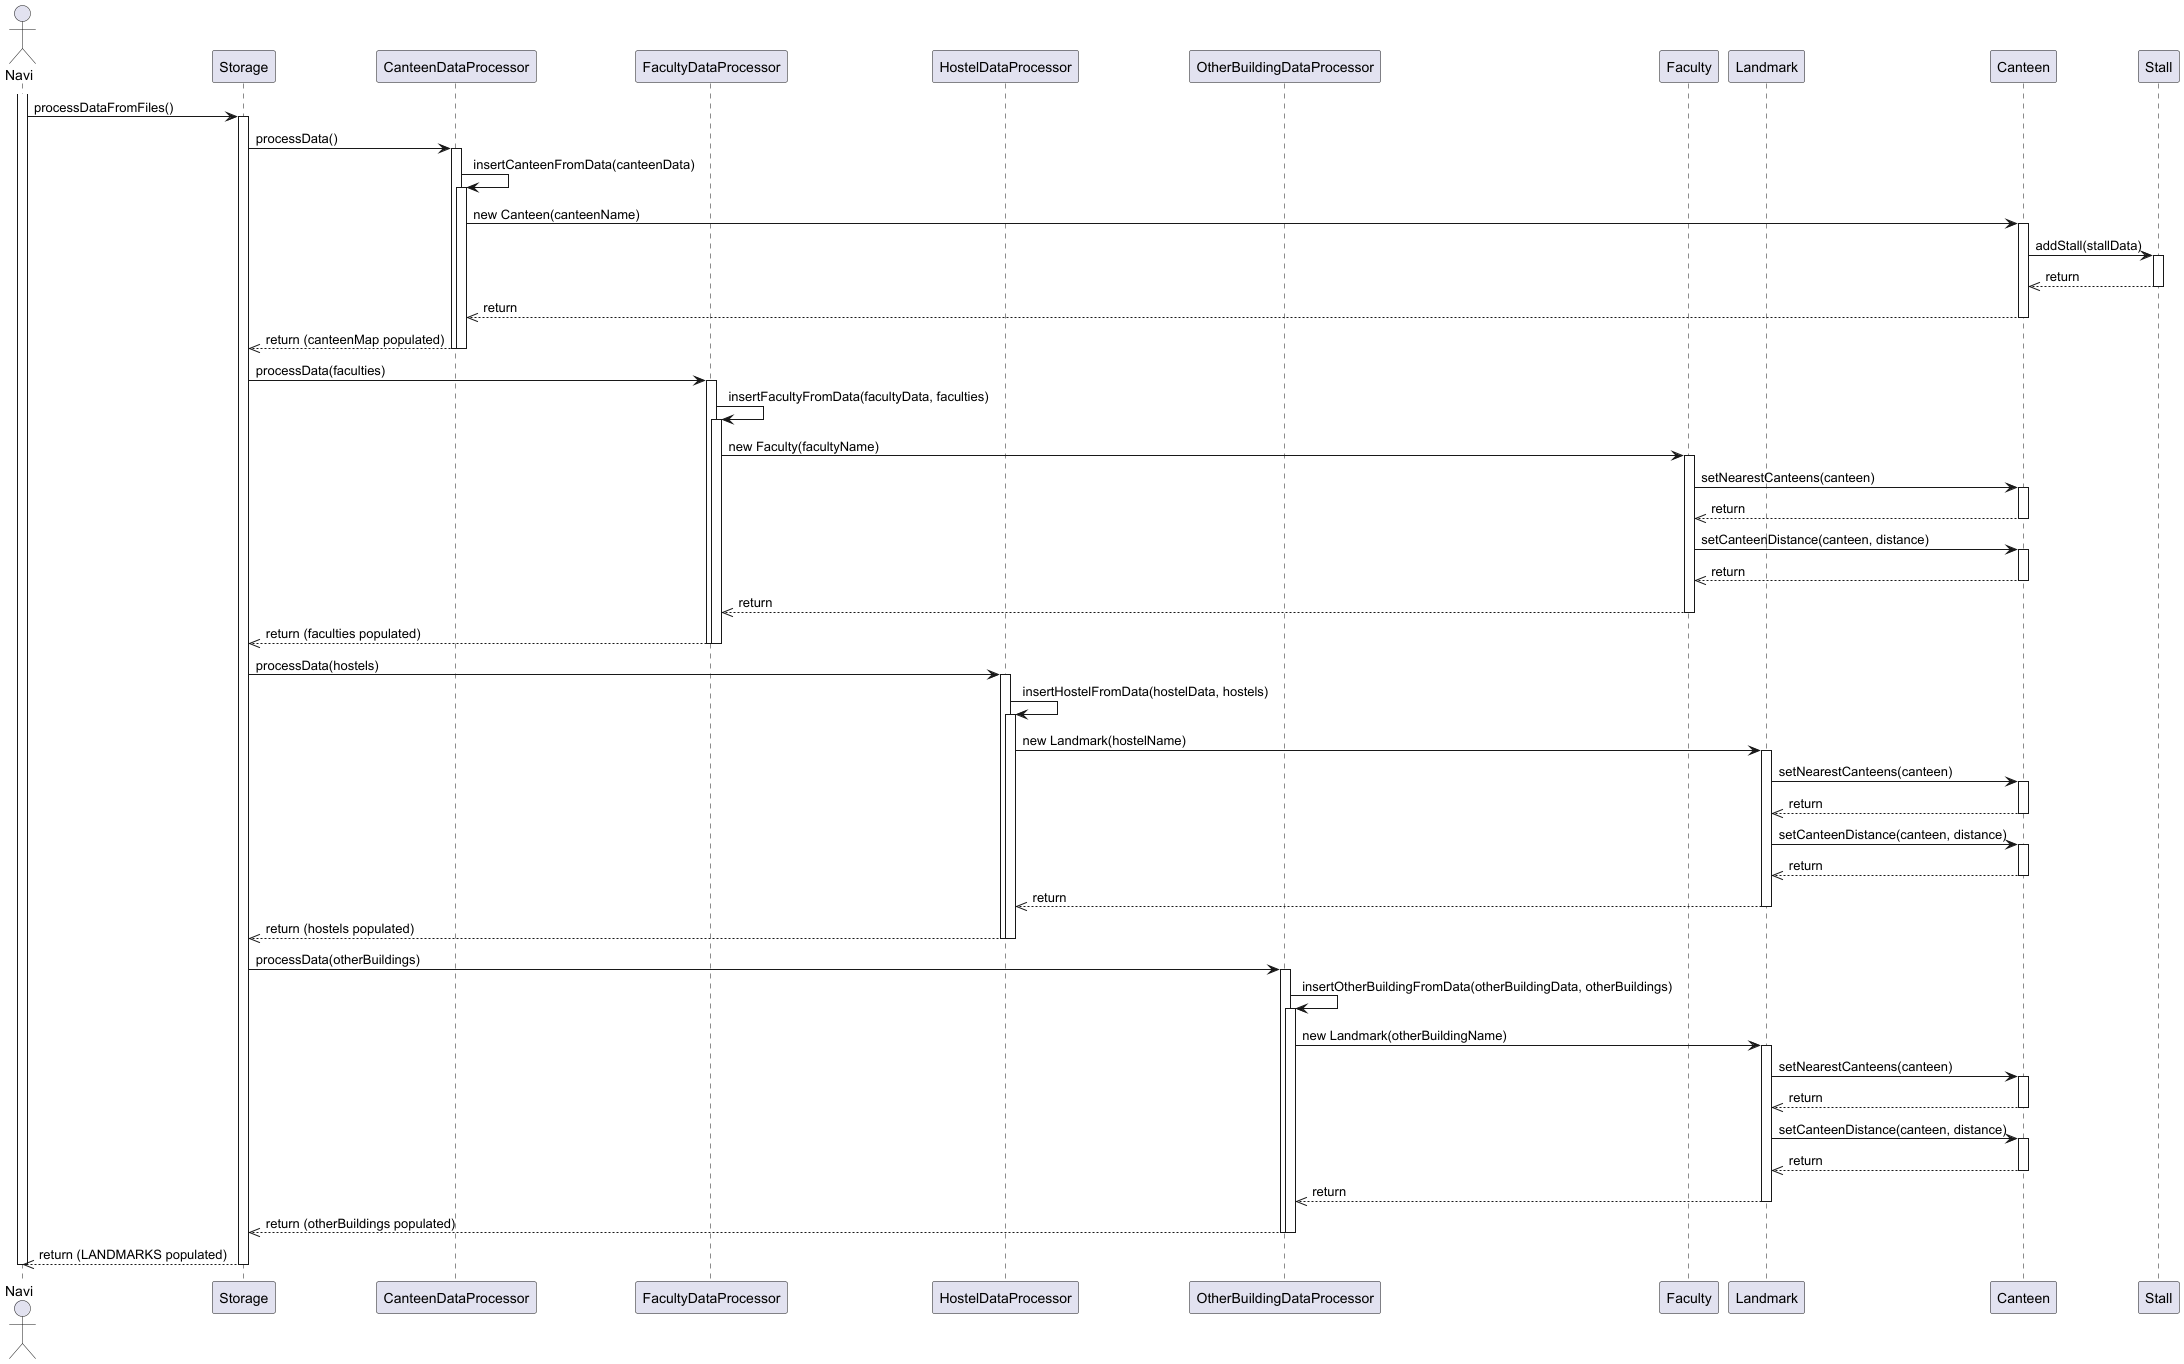 Navi
Storage
CanteenDataProcessor
FacultyDataProcessor
HostelDataProcessor
OtherBuildingDataProcessor
Faculty
Landmark
Canteen
Stall
processDataFromFiles()
processData()
insertCanteenFromData(canteenData)
new Canteen(canteenName)
addStall(stallData)
return
return
return (canteenMap populated)
processData(faculties)
insertFacultyFromData(facultyData, faculties)
new Faculty(facultyName)
setNearestCanteens(canteen)
return
setCanteenDistance(canteen, distance)
return
return
return (faculties populated)
processData(hostels)
insertHostelFromData(hostelData, hostels)
new Landmark(hostelName)
setNearestCanteens(canteen)
return
setCanteenDistance(canteen, distance)
return
return
return (hostels populated)
processData(otherBuildings)
insertOtherBuildingFromData(otherBuildingData, otherBuildings)
new Landmark(otherBuildingName)
setNearestCanteens(canteen)
return
setCanteenDistance(canteen, distance)
return
return
return (otherBuildings populated)
return (LANDMARKS populated)
Navi
Storage
CanteenDataProcessor
FacultyDataProcessor
HostelDataProcessor
OtherBuildingDataProcessor
Faculty
Landmark
Canteen
Stall